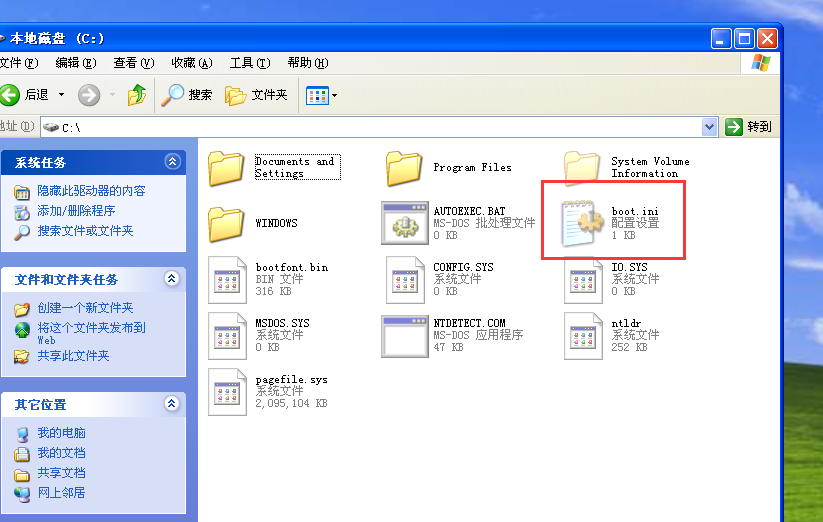 本地磁盘 (C:)
文件(F) 编辑(E) 查看(V) 收藏(A) 工具(T) 帮助(H)
后退 搜索 文件夹
地址(D) C:\ 转到
系统任务
隐藏此驱动器的内容
添加/删除程序
搜索文件或文件夹
文件和文件夹任务
创建一个新文件夹
将这个文件夹发布到
Web
共享此文件夹
其它位置
我的电脑
我的文档
共享文档
网上邻居
Documents and
Settings
Program Files
System Volume
Information
WINDOWS
AUTOEXEC.BAT
MS-DOS 批处理文件
0 KB
boot.ini
配置设置
1 KB
bootfont.bin
BIN 文件
316 KB
CONFIG.SYS
系统文件
0 KB
IO.SYS
系统文件
0 KB
MSDOS.SYS
系统文件
0 KB
NTDETECT.COM
MS-DOS 应用程序
47 KB
ntldr
系统文件
252 KB
pagefile.sys
系统文件
2,095,104 KB